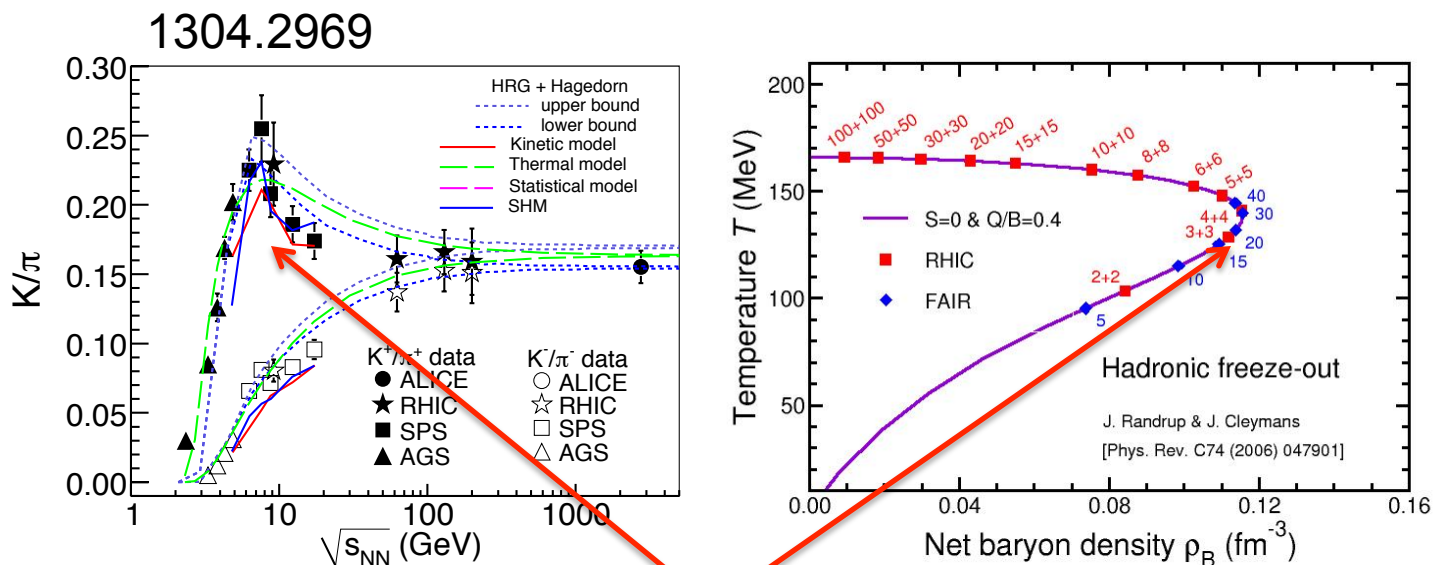 1304.2969
0.30
0.25
0.20
0.15
0.10
0.05
0.00
K/π
HRG + Hagedorn
upper bound
lower bound
Kinetic model
Thermal model
Statistical model
SHM
K⁺/π⁺ data
ALICE
RHIC
SPS
AGS
K⁻/π⁻ data
ALICE
RHIC
SPS
AGS
1 10 100 1000
√s_NN (GeV)
200
150
100
50
Temperature T (MeV)
100+100
50+50
30+30
20+20
15+15
10+10
8+8
6+6
5+5
40
30
4+4
3+3
20
15
2+2
10
5
S=0 & Q/B=0.4
RHIC
FAIR
Hadronic freeze-out
J. Randrup & J. Cleymans
[Phys. Rev. C74 (2006) 047901]
0.00 0.04 0.08 0.12 0.16
Net baryon density ρ_B (fm⁻³)